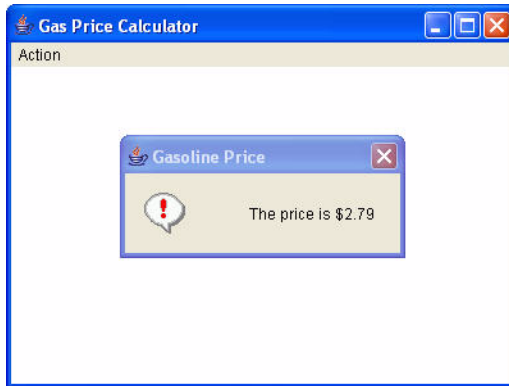 Gas Price Calculator
Action
Gasoline Price
The price is $2.79